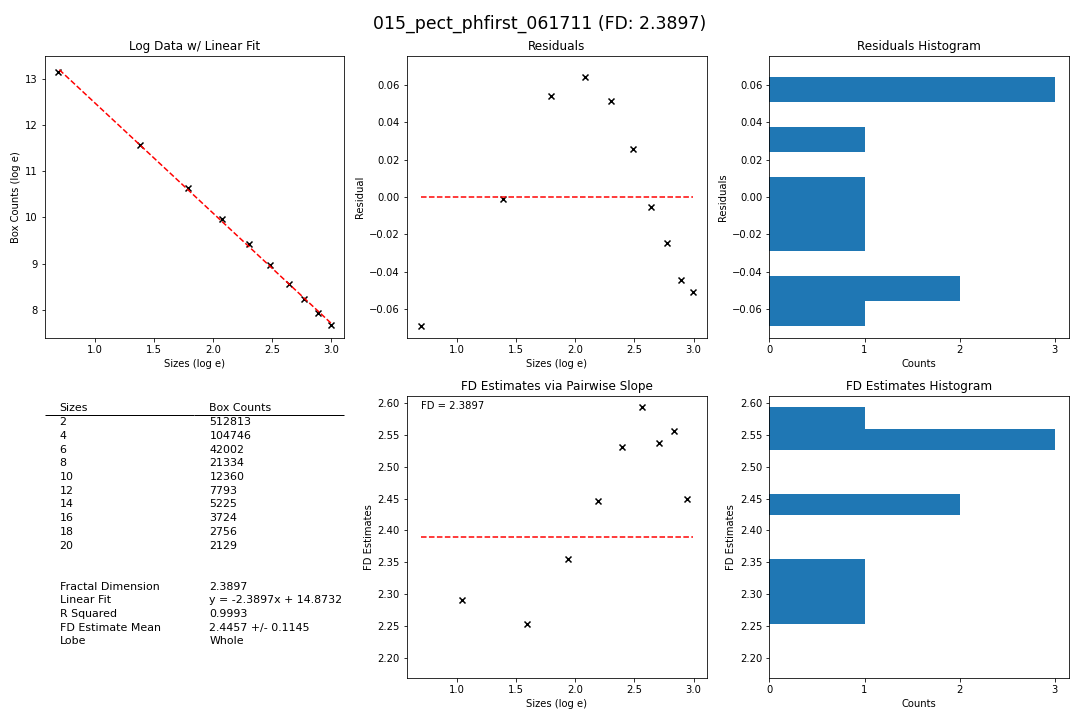 015_pect_phfirst_061711 (FD: 2.3897)
Log Data w/ Linear Fit
Box Counts (log e)
13
12
11
10
9
8
1.0 1.5 2.0 2.5 3.0
Sizes (log e)
Residuals
Residual
0.06
0.04
0.02
0.00
−0.02
−0.04
−0.06
1.0 1.5 2.0 2.5 3.0
Sizes (log e)
Residuals Histogram
Residuals
0.06
0.04
0.02
0.00
−0.02
−0.04
−0.06
0 1 2 3
Counts
Sizes Box Counts
2 512813
4 104746
6 42002
8 21334
10 12360
12 7793
14 5225
16 3724
18 2756
20 2129
Fractal Dimension 2.3897
Linear Fit y = -2.3897x + 14.8732
R Squared 0.9993
FD Estimate Mean 2.4457 +/- 0.1145
Lobe Whole
FD Estimates via Pairwise Slope
FD = 2.3897
FD Estimates
2.60
2.55
2.50
2.45
2.40
2.35
2.30
2.25
2.20
1.0 1.5 2.0 2.5 3.0
Sizes (log e)
FD Estimates Histogram
FD Estimates
2.60
2.55
2.50
2.45
2.40
2.35
2.30
2.25
2.20
0 1 2 3
Counts